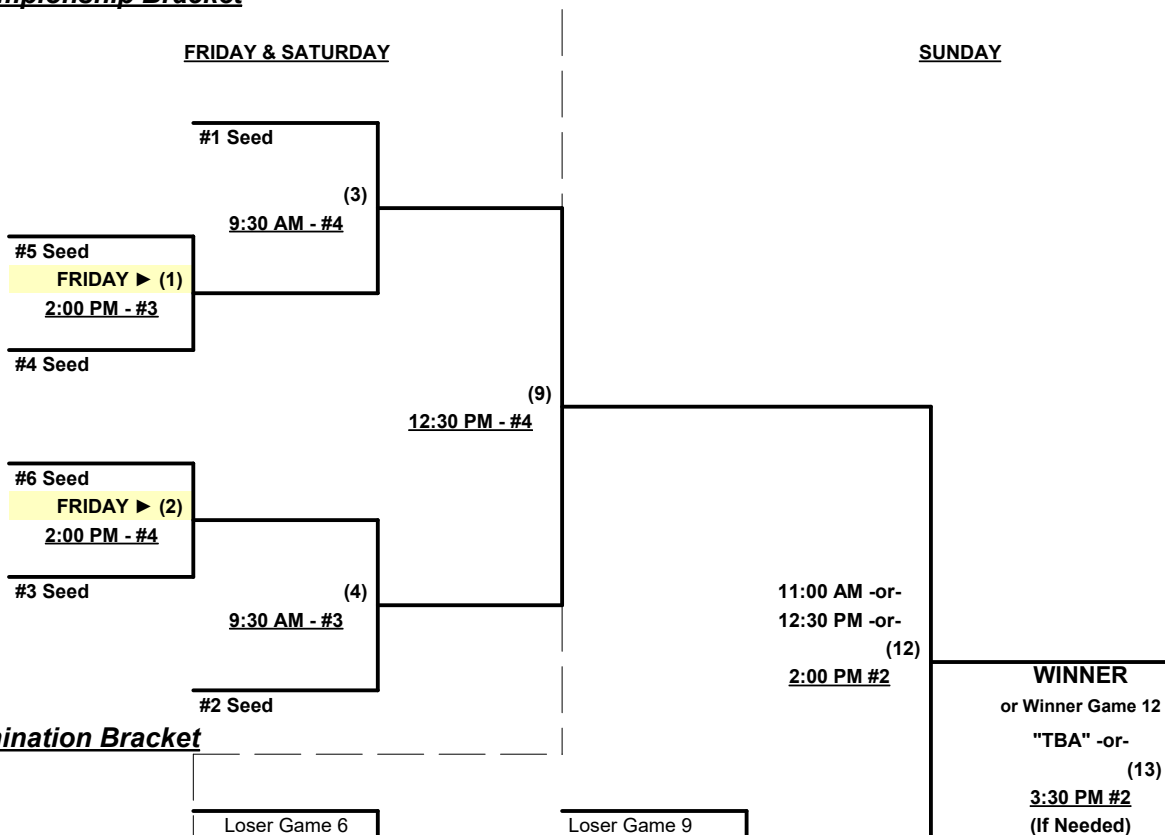 FRIDAY & SATURDAY
SUNDAY
#1 Seed
(3)
9:30 AM - #4
#5 Seed
FRIDAY ► (1)
2:00 PM - #3
#4 Seed
(9)
12:30 PM - #4
#6 Seed
FRIDAY ► (2)
2:00 PM - #4
#3 Seed
(4)
9:30 AM - #3
#2 Seed
11:00 AM -or-
12:30 PM -or-
(12)
2:00 PM #2
WINNER
or Winner Game 12
"TBA" -or-
(13)
3:30 PM #2
(If Needed)
Bracket
Loser Game 6
Loser Game 9